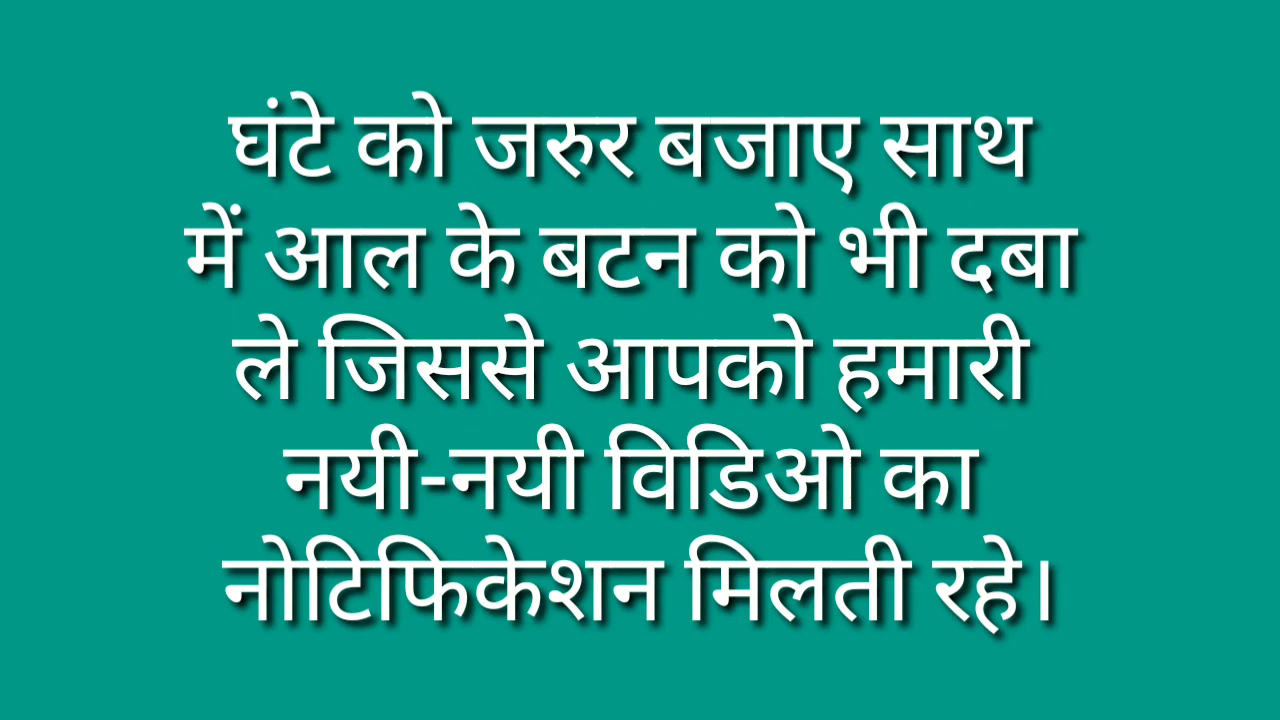 घंटे को जरुर बजाए साथ
में आल के बटन को भी दबा
ले जिससे आपको हमारी
नयी-नयी विडिओ का
नोटिफिकेशन मिलती रहे।